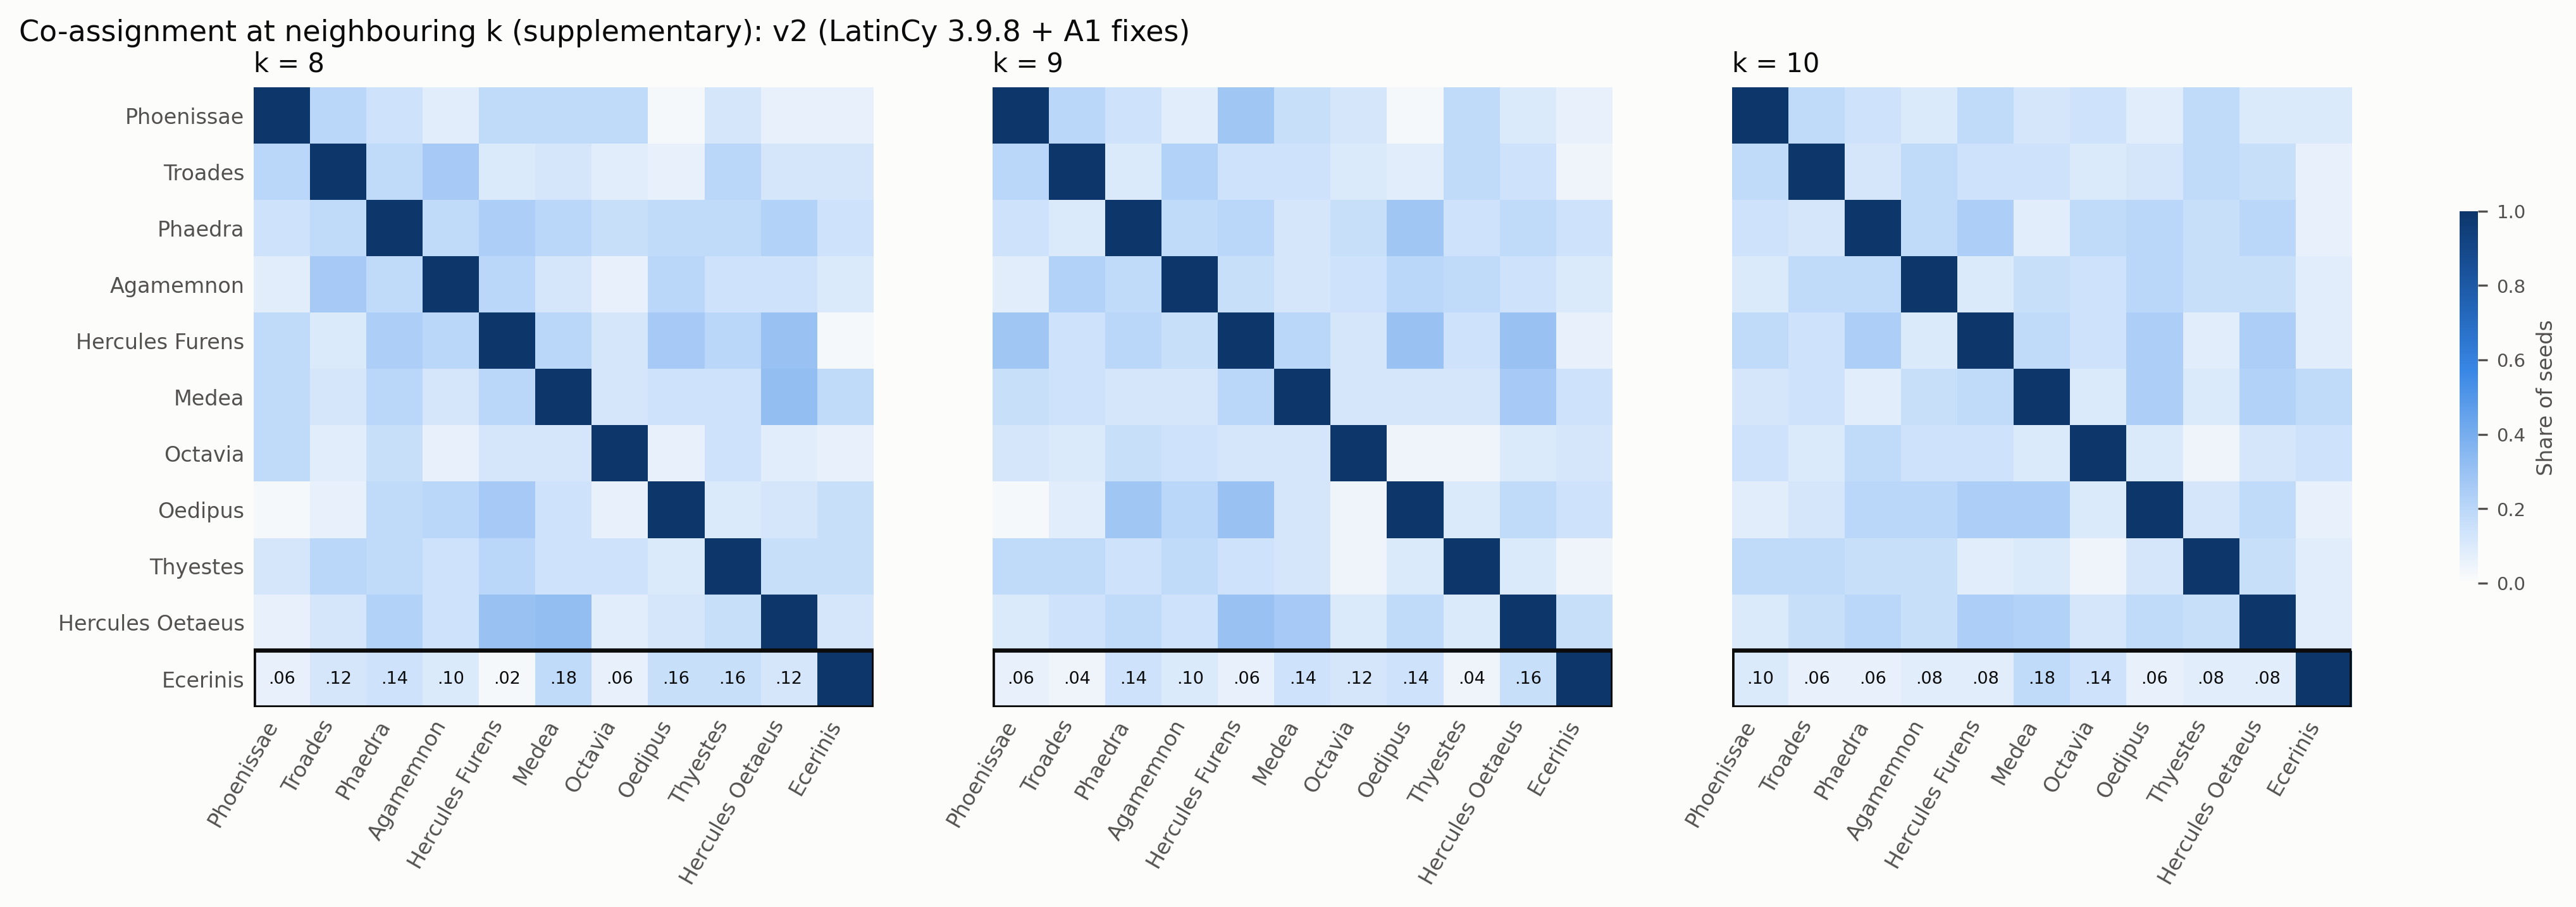 Co-assignment at neighbouring k (supplementary): v2 (LatinCy 3.9.8 + A1 fixes)
k = 8
k = 9
k = 10
Phoenissae
Troades
Phaedra
Agamemnon
Hercules Furens
Medea
Octavia
Oedipus
Thyestes
Hercules Oetaeus
Ecerinis
.06 .12 .14 .10 .02 .18 .06 .16 .16 .12
.06 .04 .14 .10 .06 .14 .12 .14 .04 .16
.10 .06 .06 .08 .08 .18 .14 .06 .08 .08
Phoenissae
Troades
Phaedra
Agamemnon
Hercules Furens
Medea
Octavia
Oedipus
Thyestes
Hercules Oetaeus
Ecerinis
Phoenissae
Troades
Phaedra
Agamemnon
Hercules Furens
Medea
Octavia
Oedipus
Thyestes
Hercules Oetaeus
Ecerinis
Phoenissae
Troades
Phaedra
Agamemnon
Hercules Furens
Medea
Octavia
Oedipus
Thyestes
Hercules Oetaeus
Ecerinis
1.0
0.8
0.6
0.4
0.2
0.0
Share of seeds